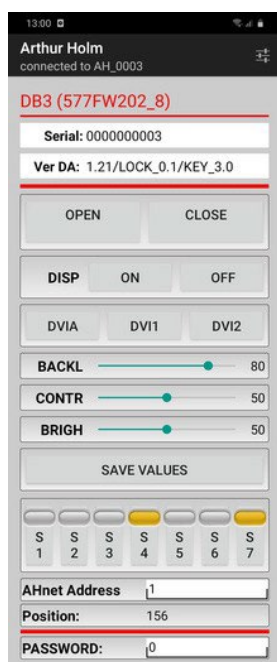 13:00
Arthur Holm
connected to AH_0003
DB3 (577FW202_8)
Serial: 0000000003
Ver DA: 1.21/LOCK_0.1/KEY_3.0
OPEN CLOSE
DISP ON OFF
DVIA DVI1 DVI2
BACKL 80
CONTR 50
BRIGH 50
SAVE VALUES
S S S S S S S
1 2 3 4 5 6 7
AHnet Address 1
Position: 156
PASSWORD: 0